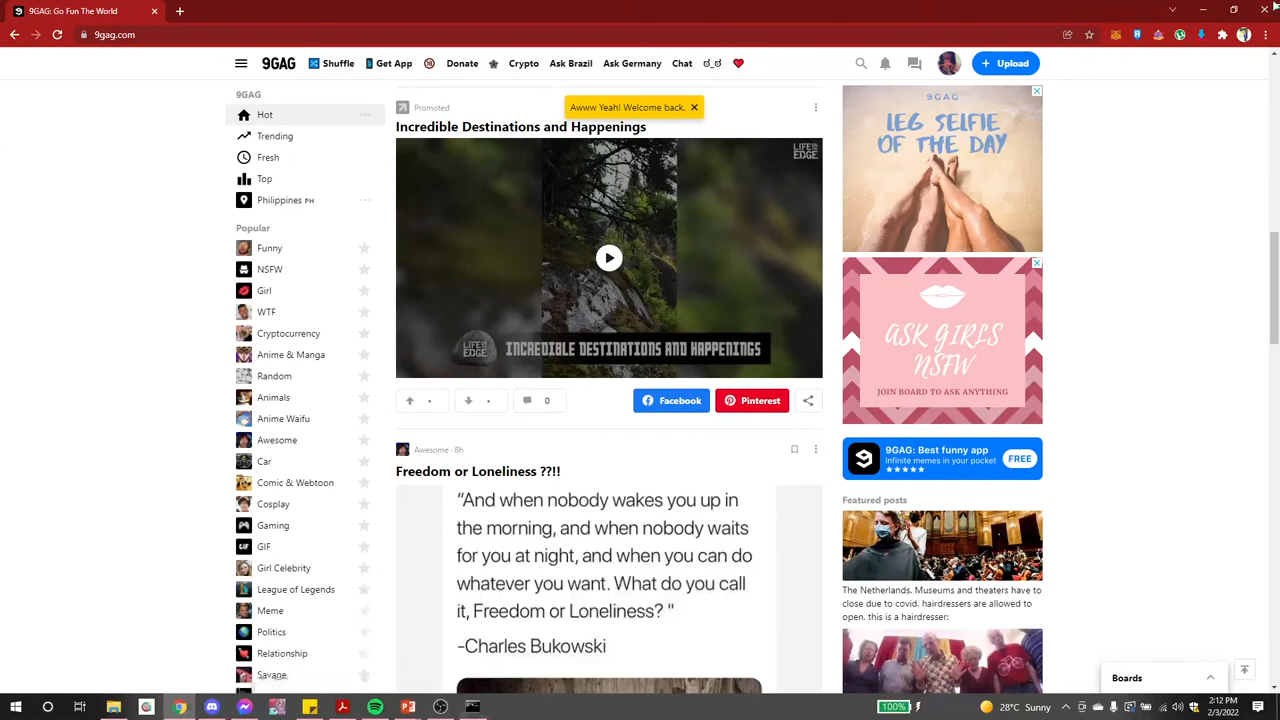 9GAG: Go Fun The World
9gag.com
9GAG
Shuffle
Get App
Donate
Crypto
Ask Brazil
Ask Germany
Chat
ಠ_ಠ
Upload
9GAG
Hot
Trending
Fresh
Top
Philippines PH
Popular
Funny
NSFW
Girl
WTF
Cryptocurrency
Anime & Manga
Random
Animals
Anime Waifu
Awesome
Car
Comic & Webtoon
Cosplay
Gaming
GIF
Girl Celebrity
League of Legends
Meme
Politics
Relationship
Savage
Promoted
Awww Yeah! Welcome back.
Incredible Destinations and Happenings
LIFE
EDGE
LIFE
EDGE
INCREDIBLE DESTINATIONS AND HAPPENINGS
0
Facebook
Pinterest
Awesome · 8h
Freedom or Loneliness ??!!
“And when nobody wakes you up in
the morning, and when nobody waits
for you at night, and when you can do
whatever you want. What do you call
it, Freedom or Loneliness? "
-Charles Bukowski
9GAG
LEG SELFIE
OF THE DAY
ASK GIRLS
NSFW
JOIN BOARD TO ASK ANYTHING
9GAG: Best funny app
Infinite memes in your pocket
★★★★★
FREE
Featured posts
The Netherlands. Museums and theaters have to
close due to covid. hairdressers are allowed to
open. this is a hairdresser:
Boards
100%
28°C Sunny
2:12 PM
2/3/2022